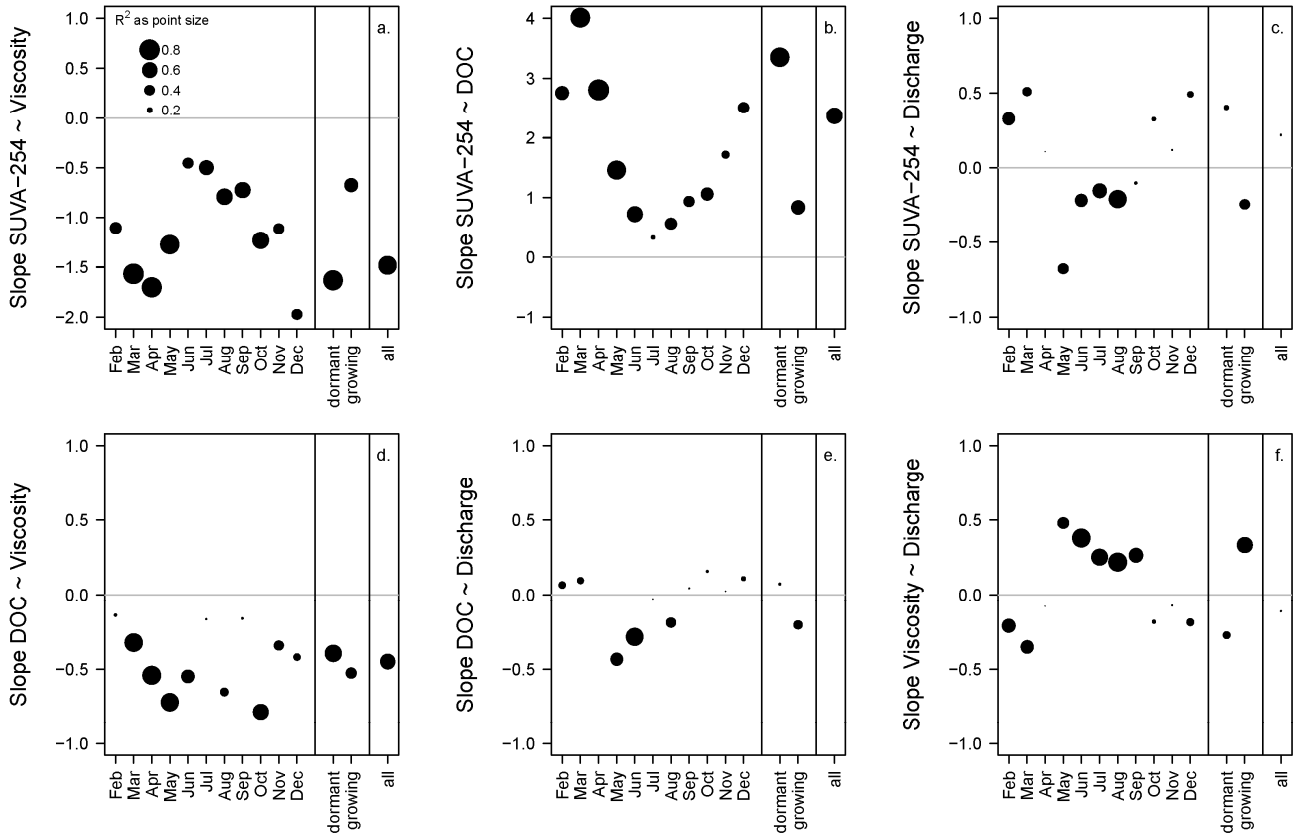 R2 as point size
0.8
0.6
0.4
0.2
a.
Slope SUVA−254 ~ Viscosity
1.0
0.5
0.0
−0.5
−1.0
−1.5
−2.0
Feb Mar Apr May Jun Jul Aug Sep Oct Nov Dec dormant growing all
b.
Slope SUVA−254 ~ DOC
4
3
2
1
0
−1
Feb Mar Apr May Jun Jul Aug Sep Oct Nov Dec dormant growing all
c.
Slope SUVA−254 ~ Discharge
1.0
0.5
0.0
−0.5
−1.0
Feb Mar Apr May Jun Jul Aug Sep Oct Nov Dec dormant growing all
d.
Slope DOC ~ Viscosity
1.0
0.5
0.0
−0.5
−1.0
Feb Mar Apr May Jun Jul Aug Sep Oct Nov Dec dormant growing all
e.
Slope DOC ~ Discharge
1.0
0.5
0.0
−0.5
−1.0
Feb Mar Apr May Jun Jul Aug Sep Oct Nov Dec dormant growing all
f.
Slope Viscosity ~ Discharge
1.0
0.5
0.0
−0.5
−1.0
Feb Mar Apr May Jun Jul Aug Sep Oct Nov Dec dormant growing all